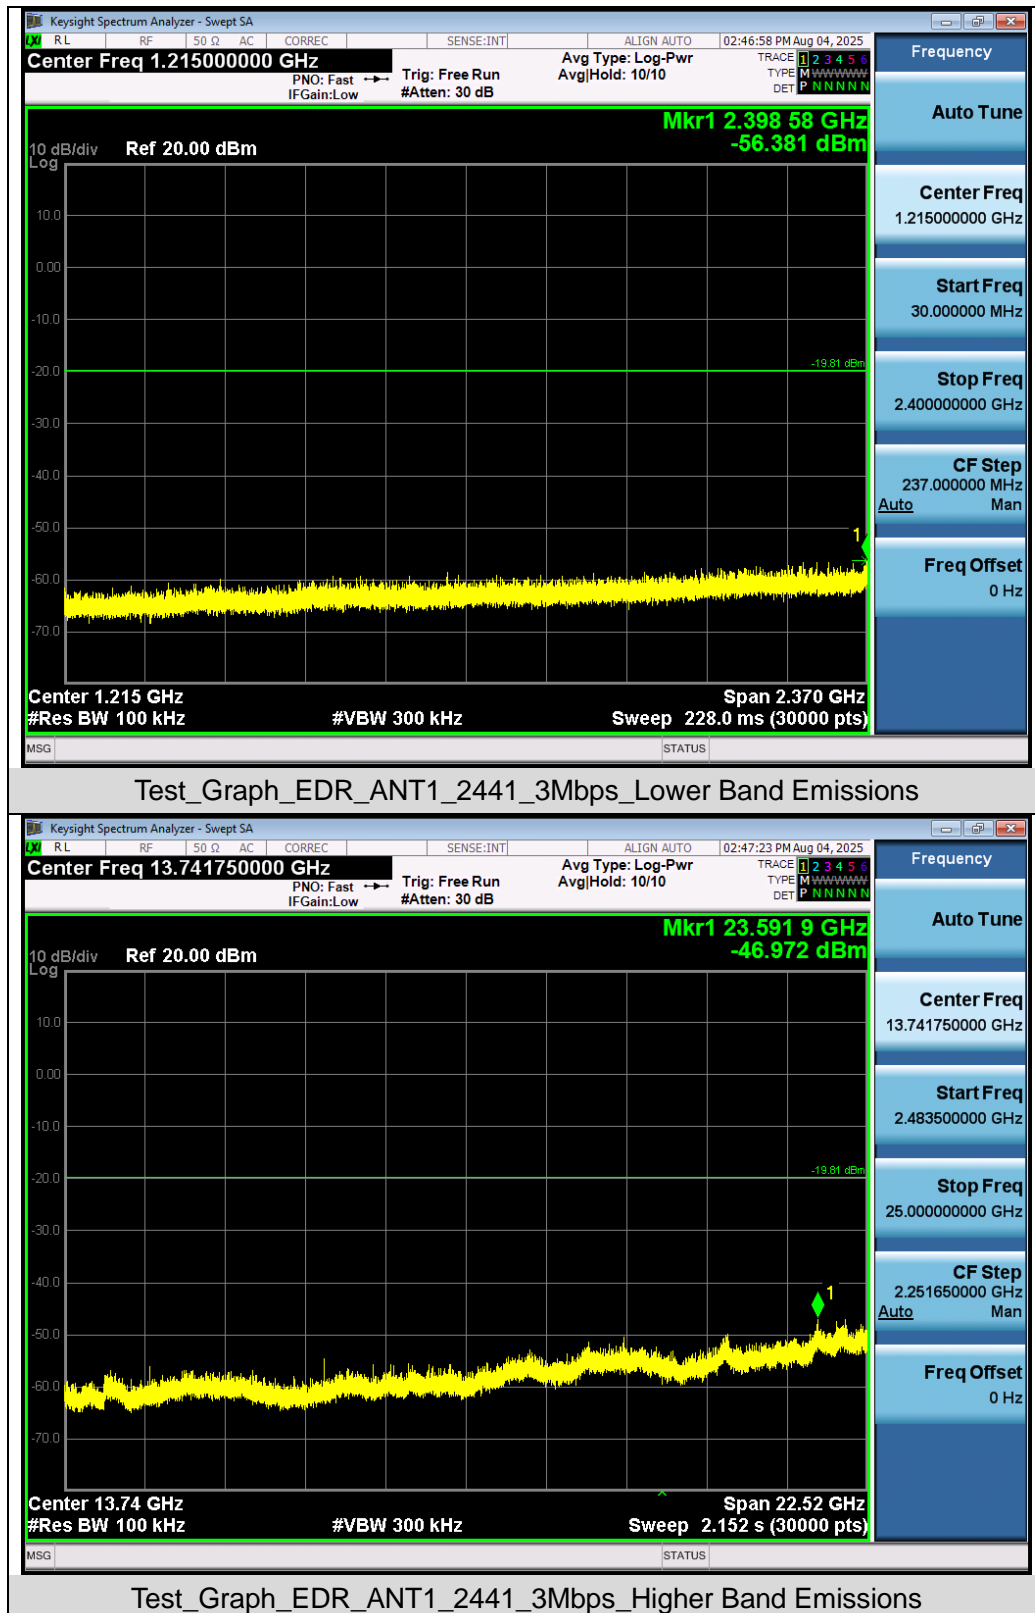 Keysight Spectrum Analyzer - Swept SA
LXI RL RF 50 Ω AC CORREC SENSE:INT ALIGN AUTO 02:46:58 PM Aug 04, 2025
Center Freq 1.215000000 GHz
PNO: Fast
IFGain:Low
Trig: Free Run
#Atten: 30 dB
Avg Type: Log-Pwr
Avg|Hold: 10/10
TRACE 1 2 3 4 5 6
TYPE M WWWWW
DET P N N N N N
Mkr1 2.398 58 GHz
-56.381 dBm
10 dB/div Ref 20.00 dBm
Log
10.0
0.00
-10.0
-19.81 dBm
-20.0
-30.0
-40.0
-50.0
1
-60.0
-70.0
Center 1.215 GHz Span 2.370 GHz
#Res BW 100 kHz #VBW 300 kHz Sweep 228.0 ms (30000 pts)
MSG STATUS
Frequency
Auto Tune
Center Freq
1.215000000 GHz
Start Freq
30.000000 MHz
Stop Freq
2.400000000 GHz
CF Step
237.000000 MHz
Auto Man
Freq Offset
0 Hz
Test_Graph_EDR_ANT1_2441_3Mbps_Lower Band Emissions
Keysight Spectrum Analyzer - Swept SA
LXI RL RF 50 Ω AC CORREC SENSE:INT ALIGN AUTO 02:47:23 PM Aug 04, 2025
Center Freq 13.741750000 GHz
PNO: Fast
IFGain:Low
Trig: Free Run
#Atten: 30 dB
Avg Type: Log-Pwr
Avg|Hold: 10/10
TRACE 1 2 3 4 5 6
TYPE M WWWWW
DET P N N N N N
Mkr1 23.591 9 GHz
-46.972 dBm
10 dB/div Ref 20.00 dBm
Log
10.0
0.00
-10.0
-19.81 dBm
-20.0
-30.0
-40.0
1
-50.0
-60.0
-70.0
Center 13.74 GHz Span 22.52 GHz
#Res BW 100 kHz #VBW 300 kHz Sweep 2.152 s (30000 pts)
MSG STATUS
Frequency
Auto Tune
Center Freq
13.741750000 GHz
Start Freq
2.483500000 GHz
Stop Freq
25.000000000 GHz
CF Step
2.251650000 GHz
Auto Man
Freq Offset
0 Hz
Test_Graph_EDR_ANT1_2441_3Mbps_Higher Band Emissions